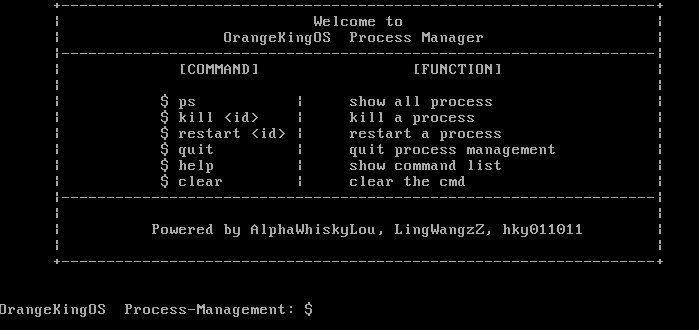 Welcome to
OrangeKingOS  Process Manager
[COMMAND]                    [FUNCTION]
$ ps             |      show all process
$ kill <id>      |      kill a process
$ restart <id>   |      restart a process
$ quit           |      quit process management
$ help           |      show command list
$ clear          |      clear the cmd
Powered by AlphaWhiskyLou, LingWangzZ, hky011011
OrangeKingOS  Process-Management: $